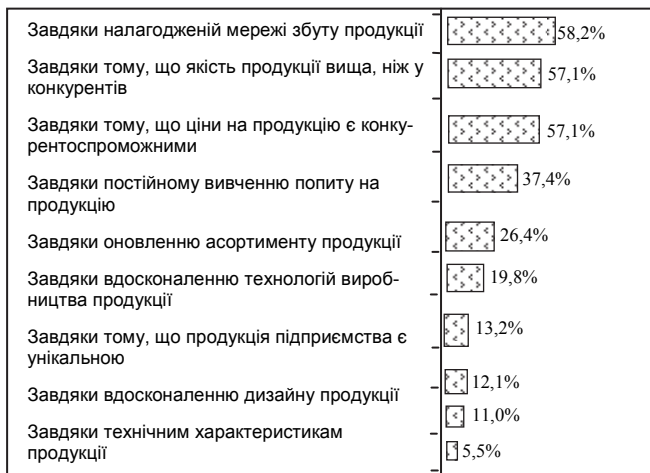 Завдяки налагодженій мережі збуту продукції 58,2%
Завдяки тому, що якість продукції вища, ніж у
конкурентів
57,1%
Завдяки тому, що ціни на продукцію є конку-
рентоспроможними
57,1%
Завдяки постійному вивченню попиту на
продукцію
37,4%
Завдяки оновленню асортименту продукції 26,4%
Завдяки вдосконаленню технологій вироб-
ництва продукції
19,8%
Завдяки тому, що продукція підприємства є
унікальною
13,2%
Завдяки вдосконаленню дизайну продукції 12,1%
11,0%
Завдяки технічним характеристикам
продукції
5,5%